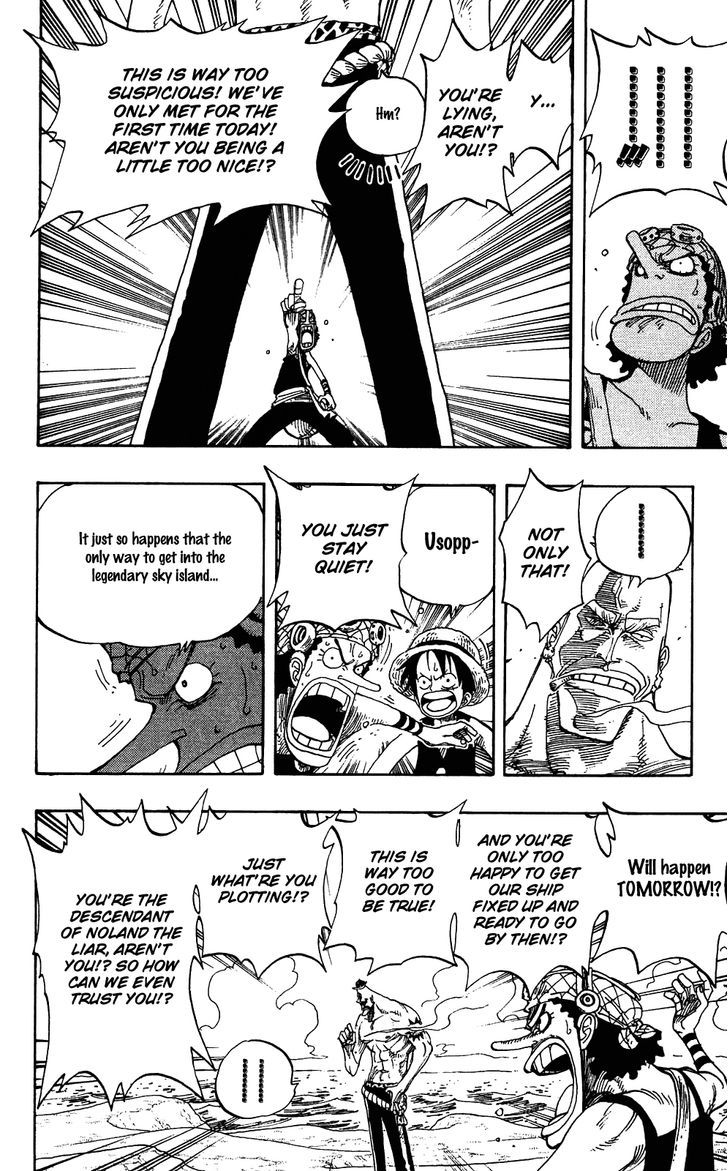 Y...
YOU'RE
LYING,
AREN'T
YOU!?
Hm?
THIS IS WAY TOO
SUSPICIOUS! WE'VE
ONLY MET FOR THE
FIRST TIME TODAY!
AREN'T YOU BEING A
LITTLE TOO NICE!?
NOT
ONLY
THAT!
Usopp-
YOU JUST
STAY
QUIET!
It just so happens that the
only way to get into the
legendary sky island...
Will happen
TOMORROW!?
AND YOU'RE
ONLY TOO
HAPPY TO GET
OUR SHIP
FIXED UP AND
READY TO GO
BY THEN!?
THIS IS
WAY TOO
GOOD TO
BE TRUE!
JUST
WHAT'RE YOU
PLOTTING!?
YOU'RE THE
DESCENDANT
OF NOLAND THE
LIAR, AREN'T
YOU!? SO HOW
CAN WE EVEN
TRUST YOU!?